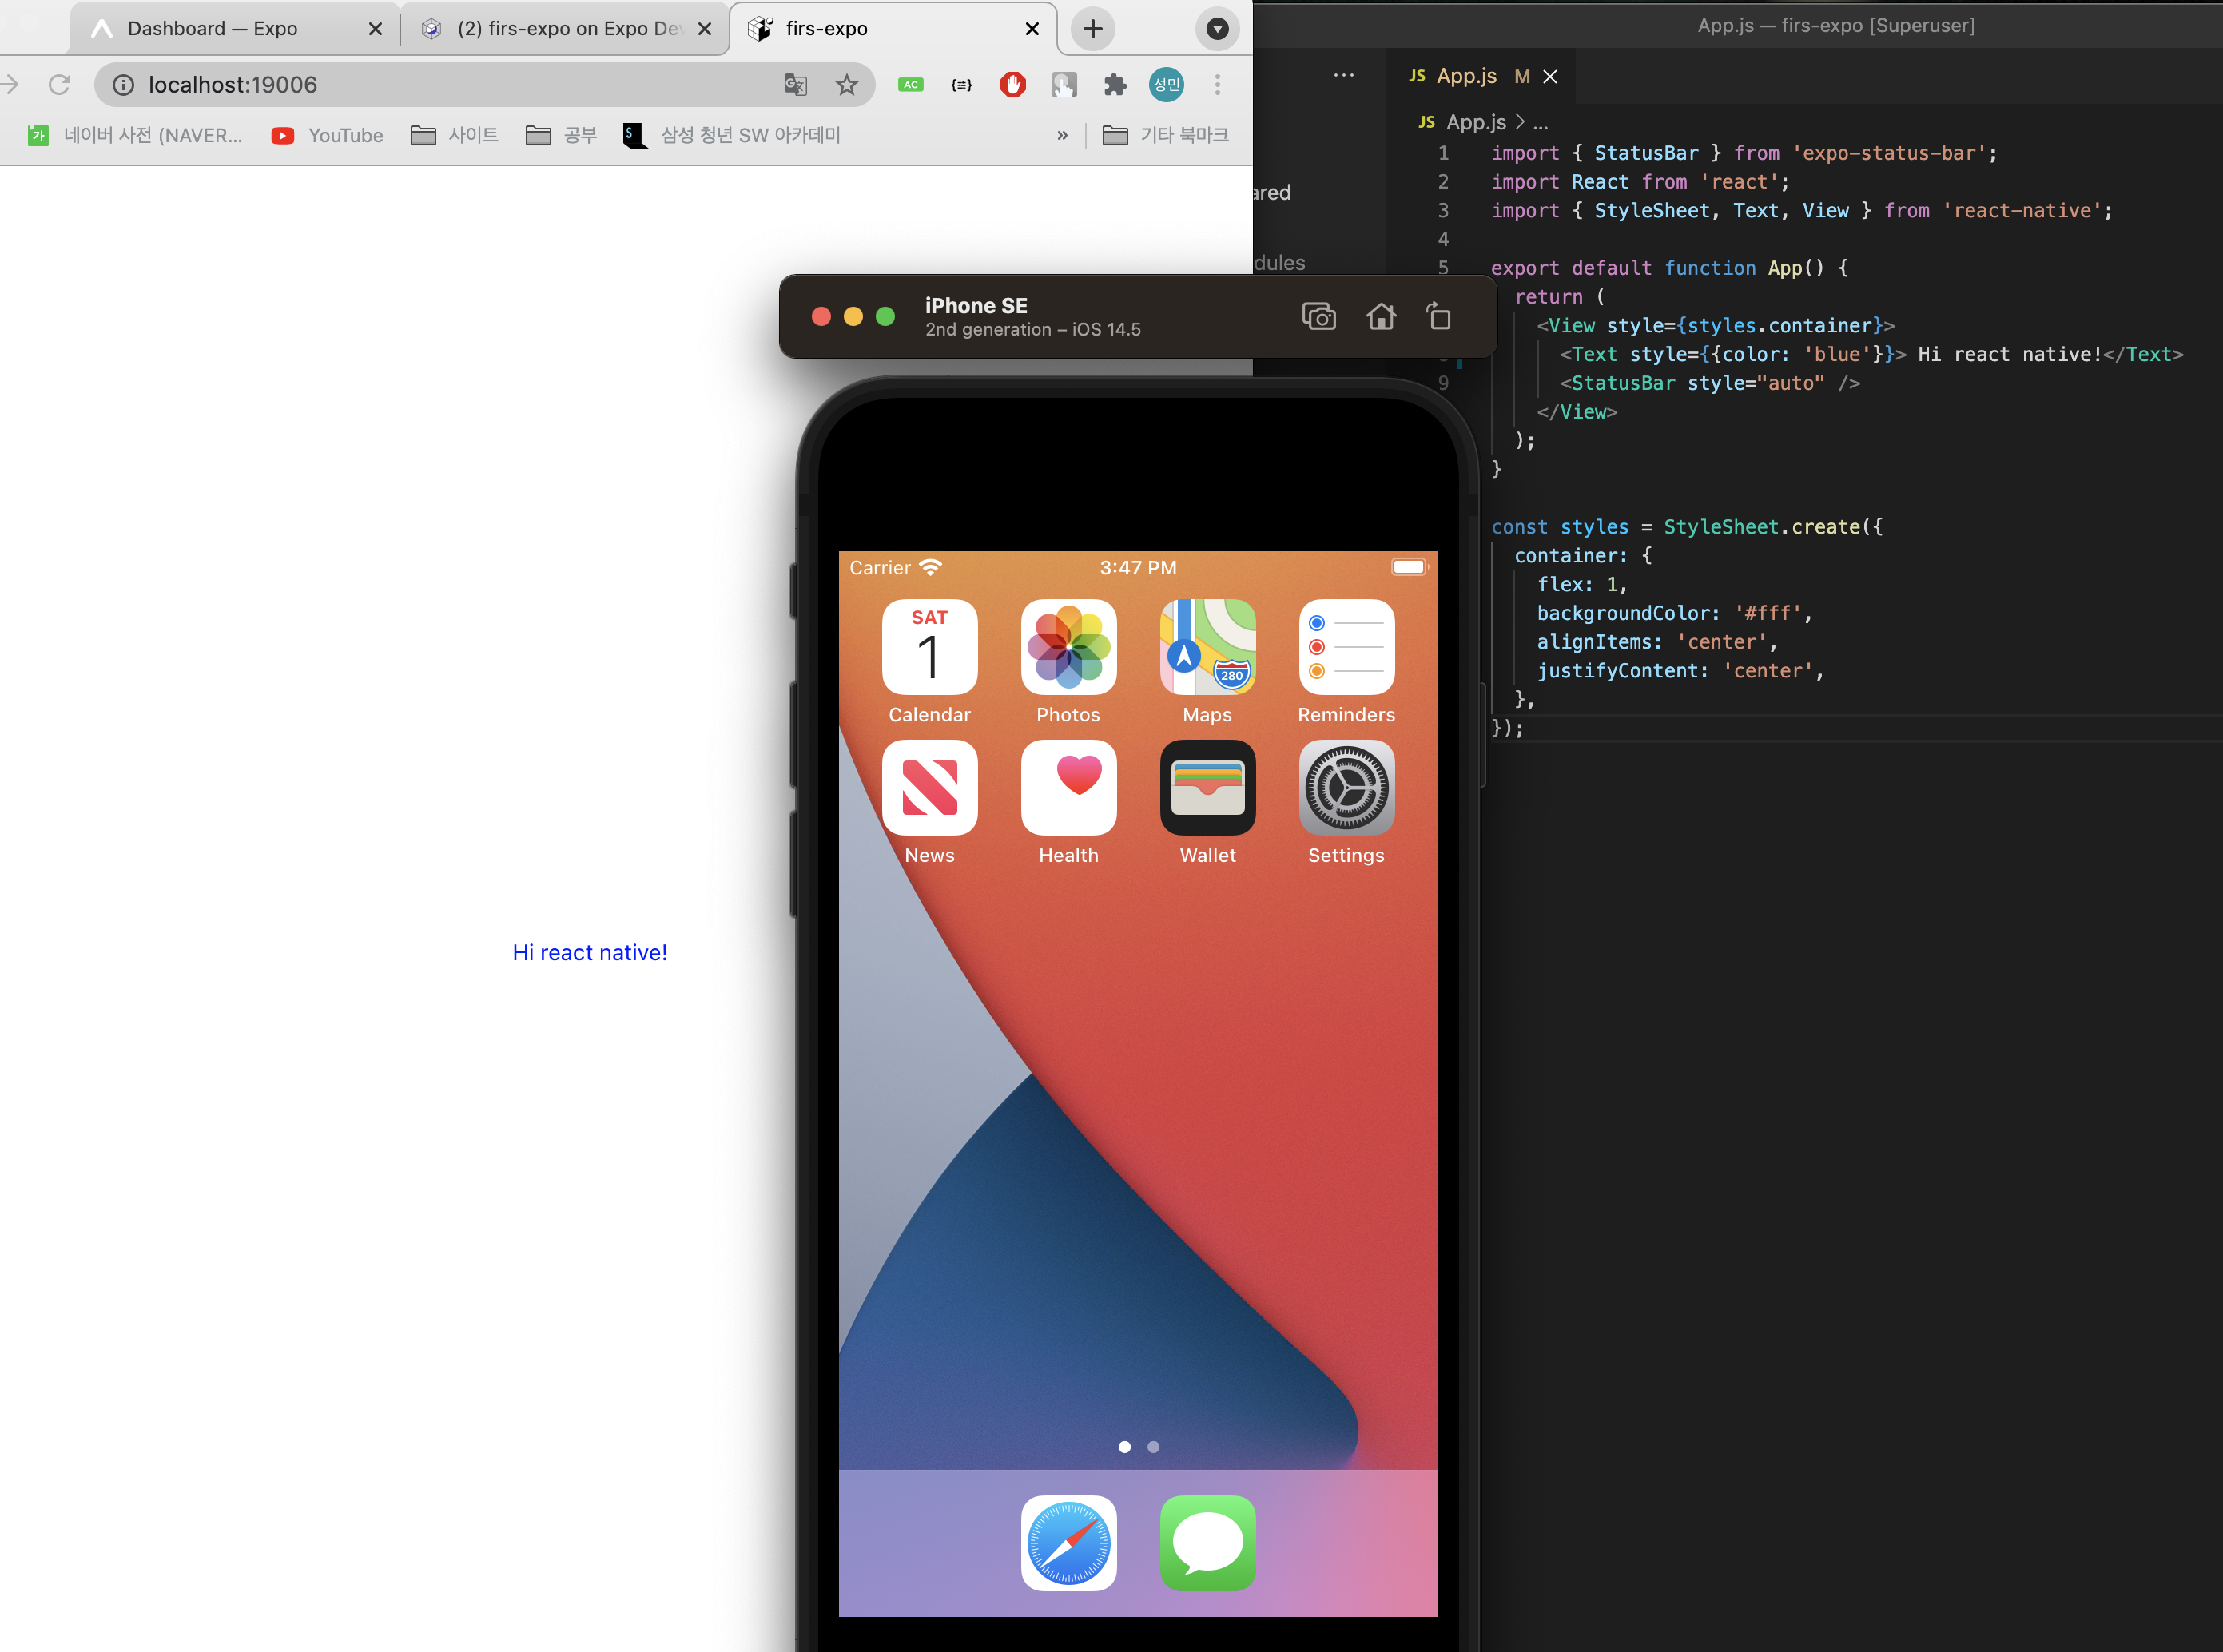 Dashboard — Expo
(2) firs-expo on Expo Dev
firs-expo
localhost:19006
AC
{≡}
성민
가
네이버 사전 (NAVER...
YouTube
사이트
공부
S
삼성 청년 SW 아카데미
»
기타 북마크
Hi react native!
App.js — firs-expo [Superuser]
ared
dules
...
JS App.js M
JS App.js > ...
1 import { StatusBar } from 'expo-status-bar';
2 import React from 'react';
3 import { StyleSheet, Text, View } from 'react-native';
4
5 export default function App() {
return (
<View style={styles.container}>
<Text style={{color: 'blue'}}> Hi react native!</Text>
9 <StatusBar style="auto" />
</View>
);
}
const styles = StyleSheet.create({
container: {
flex: 1,
backgroundColor: '#fff',
alignItems: 'center',
justifyContent: 'center',
},
});
iPhone SE
2nd generation – iOS 14.5
Carrier
3:47 PM
SAT
1
280
Calendar
Photos
Maps
Reminders
News
Health
Wallet
Settings